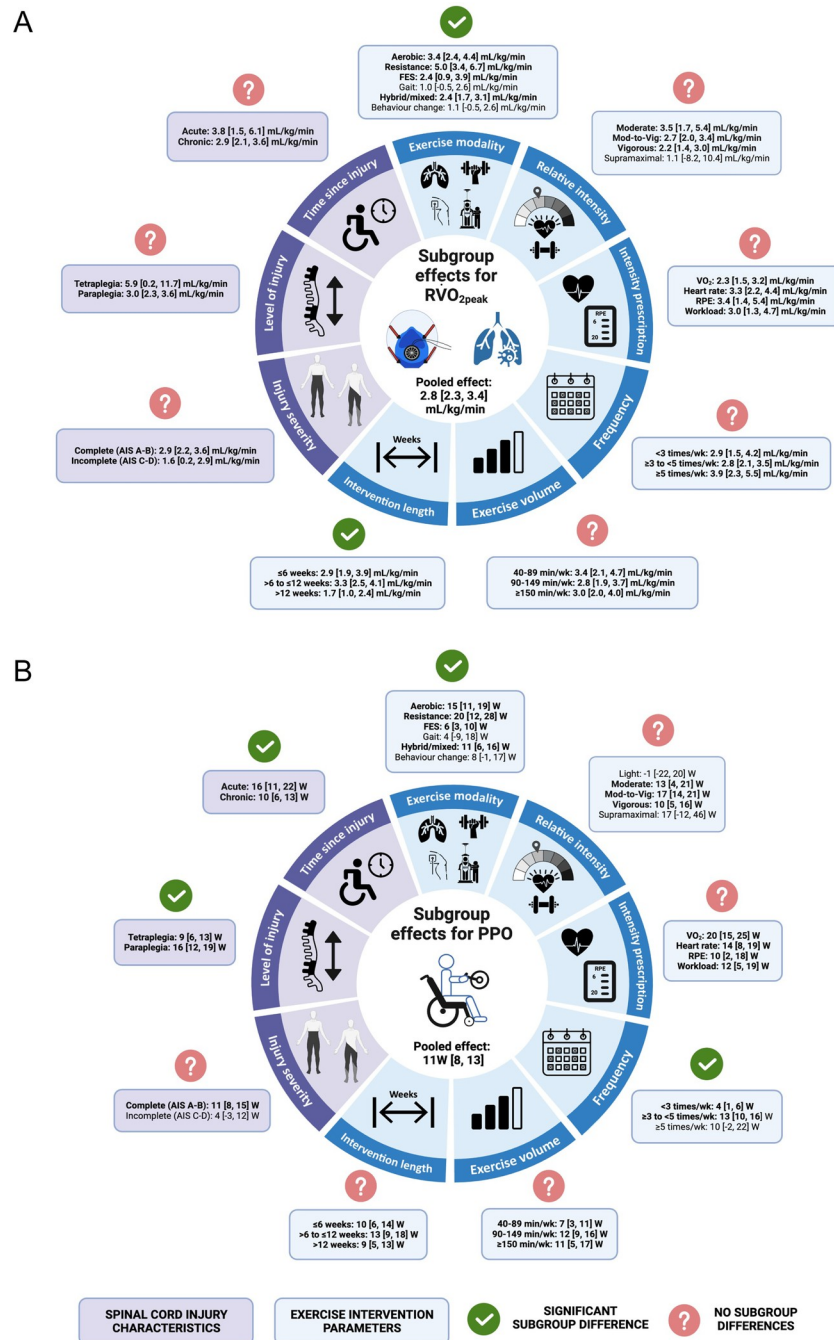 A
Aerobic: 3.4 [2.4, 4.4] mL/kg/min
Resistance: 5.0 [3.4, 6.7] mL/kg/min
FES: 2.4 [0.9, 3.9] mL/kg/min
Gait: 1.0 [-0.5, 2.6] mL/kg/min
Hybrid/mixed: 2.4 [1.7, 3.1] mL/kg/min
Behaviour change: 1.1 [-0.5, 2.6] mL/kg/min
?
Acute: 3.8 [1.5, 6.1] mL/kg/min
Chronic: 2.9 [2.1, 3.6] mL/kg/min
?
Moderate: 3.5 [1.7, 5.4] mL/kg/min
Mod-to-Vig: 2.7 [2.0, 3.4] mL/kg/min
Vigorous: 2.2 [1.4, 3.0] mL/kg/min
Supramaximal: 1.1 [-8.2, 10.4] mL/kg/min
Time since injury
Exercise modality
Relative intensity
?
Tetraplegia: 5.9 [0.2, 11.7] mL/kg/min
Paraplegia: 3.0 [2.3, 3.6] mL/kg/min
?
VO₂: 2.3 [1.5, 3.2] mL/kg/min
Heart rate: 3.3 [2.2, 4.4] mL/kg/min
RPE: 3.4 [1.4, 5.4] mL/kg/min
Workload: 3.0 [1.3, 4.7] mL/kg/min
Level of injury
Subgroup
effects for
RV̇O₂peak
Pooled effect:
2.8 [2.3, 3.4]
mL/kg/min
Intensity prescription
RPE
6
20
?
Complete (AIS A-B): 2.9 [2.2, 3.6] mL/kg/min
Incomplete (AIS C-D): 1.6 [0.2, 2.9] mL/kg/min
Injury severity
Weeks
Intervention length
Exercise volume
Frequency
?
<3 times/wk: 2.9 [1.5, 4.2] mL/kg/min
≥3 to <5 times/wk: 2.8 [2.1, 3.5] mL/kg/min
≥5 times/wk: 3.9 [2.3, 5.5] mL/kg/min
≤6 weeks: 2.9 [1.9, 3.9] mL/kg/min
>6 to ≤12 weeks: 3.3 [2.5, 4.1] mL/kg/min
>12 weeks: 1.7 [1.0, 2.4] mL/kg/min
?
40-89 min/wk: 3.4 [2.1, 4.7] mL/kg/min
90-149 min/wk: 2.8 [1.9, 3.7] mL/kg/min
≥150 min/wk: 3.0 [2.0, 4.0] mL/kg/min
B
Aerobic: 15 [11, 19] W
Resistance: 20 [12, 28] W
FES: 6 [3, 10] W
Gait: 4 [-9, 18] W
Hybrid/mixed: 11 [6, 16] W
Behaviour change: 8 [-1, 17] W
Acute: 16 [11, 22] W
Chronic: 10 [6, 13] W
?
Light: -1 [-22, 20] W
Moderate: 13 [4, 21] W
Mod-to-Vig: 17 [14, 21] W
Vigorous: 10 [5, 16] W
Supramaximal: 17 [-12, 46] W
Time since injury
Exercise modality
Relative intensity
Tetraplegia: 9 [6, 13] W
Paraplegia: 16 [12, 19] W
?
VO₂: 20 [15, 25] W
Heart rate: 14 [8, 19] W
RPE: 10 [2, 18] W
Workload: 12 [5, 19] W
Level of injury
Subgroup
effects for PPO
Pooled effect:
11W [8, 13]
Intensity prescription
RPE
6
20
?
Complete (AIS A-B): 11 [8, 15] W
Incomplete (AIS C-D): 4 [-3, 12] W
Injury severity
Weeks
Intervention length
Exercise volume
Frequency
<3 times/wk: 4 [1, 6] W
≥3 to <5 times/wk: 13 [10, 16] W
≥5 times/wk: 10 [-2, 22] W
?
≤6 weeks: 10 [6, 14] W
>6 to ≤12 weeks: 13 [9, 18] W
>12 weeks: 9 [5, 13] W
?
40-89 min/wk: 7 [3, 11] W
90-149 min/wk: 12 [9, 16] W
≥150 min/wk: 11 [5, 17] W
SPINAL CORD INJURY
CHARACTERISTICS
EXERCISE INTERVENTION
PARAMETERS
SIGNIFICANT
SUBGROUP DIFFERENCE
?
NO SUBGROUP
DIFFERENCES